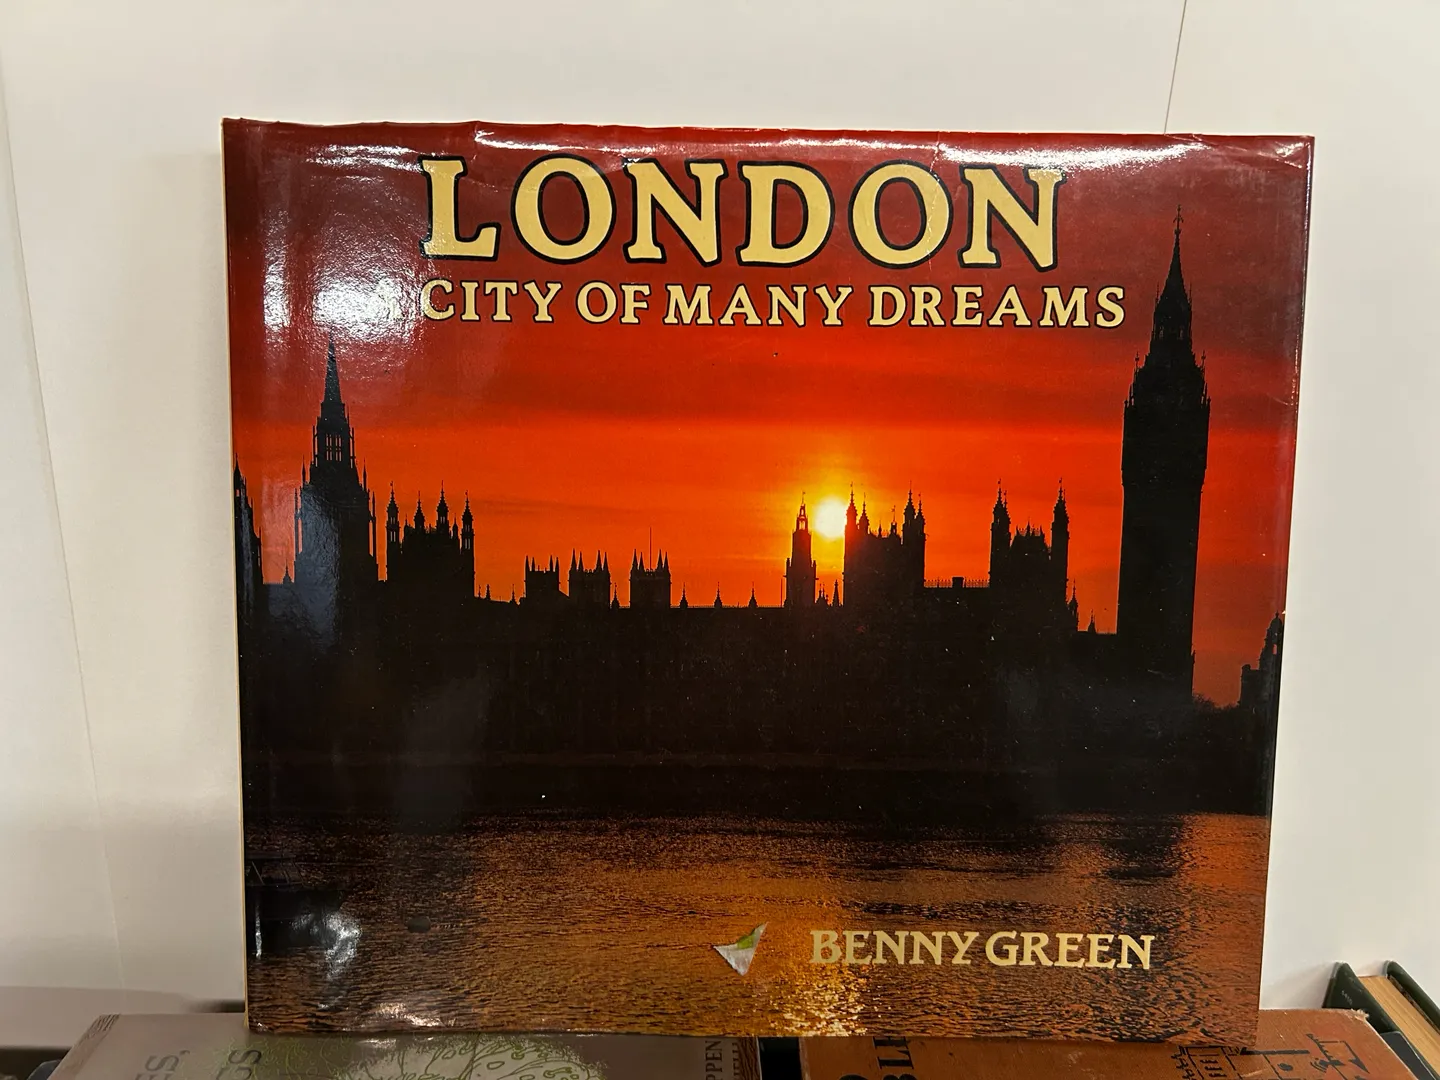 LONDON
A CITY OF MANY DREAMS
BENNY GREEN